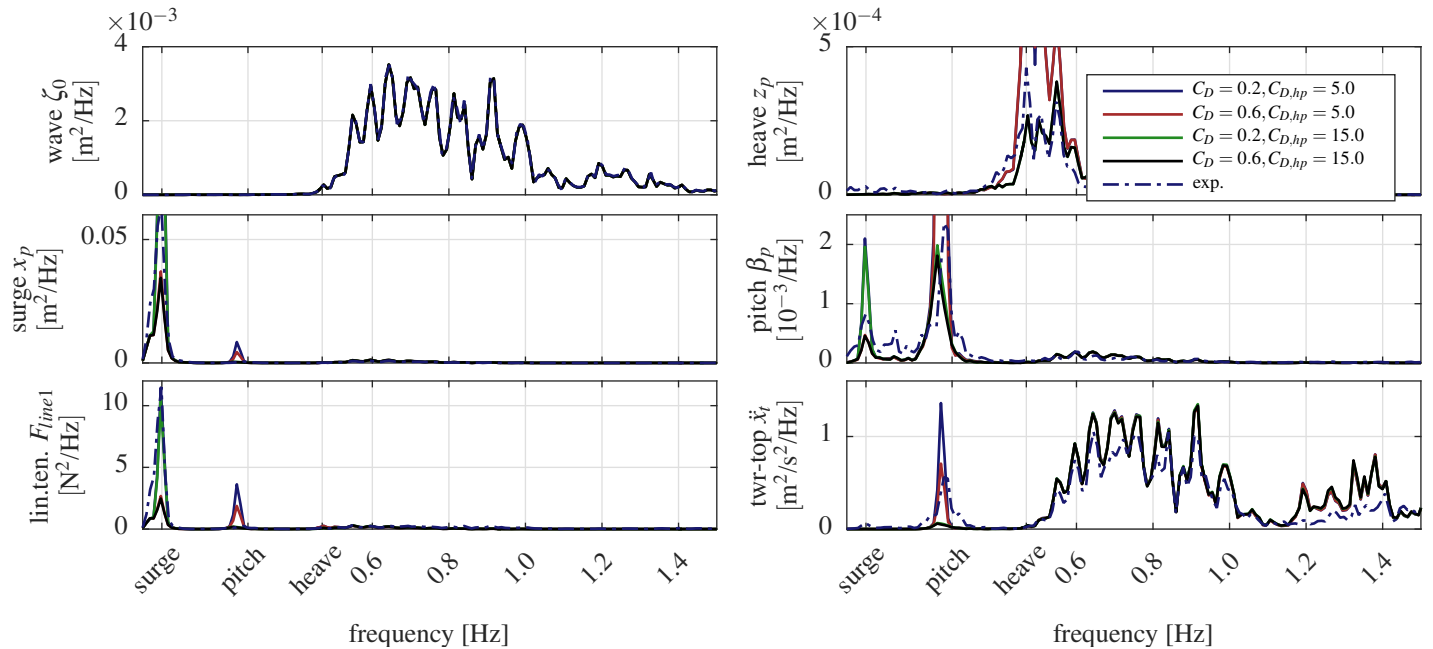 ×10⁻³
wave ζ₀
[m²/Hz]
4
2
0
surge xₚ
[m²/Hz]
0.05
0
lin.ten. F_line1
[N²/Hz]
10
5
0
surge
pitch
heave
0.6
0.8
1.0
1.2
1.4
frequency [Hz]
×10⁻⁴
heave zₚ
[m²/Hz]
5
0
C_D = 0.2, C_D,hp = 5.0
C_D = 0.6, C_D,hp = 5.0
C_D = 0.2, C_D,hp = 15.0
C_D = 0.6, C_D,hp = 15.0
exp.
pitch βₚ
[10⁻³/Hz]
2
1
0
twr-top ẍₜ
[m²/s²/Hz]
1
0
surge
pitch
heave
0.6
0.8
1.0
1.2
1.4
frequency [Hz]